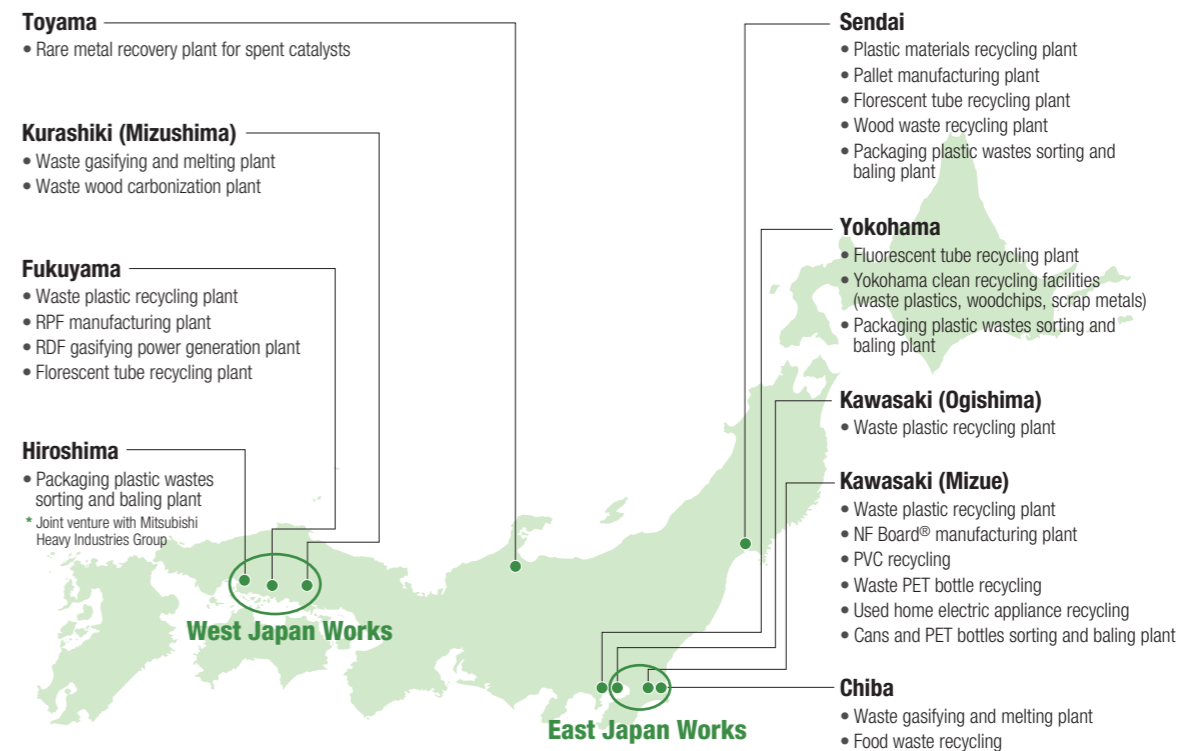 Toyama
• Rare metal recovery plant for spent catalysts
Kurashiki (Mizushima)
• Waste gasifying and melting plant
• Waste wood carbonization plant
Fukuyama
• Waste plastic recycling plant
• RPF manufacturing plant
• RDF gasifying power generation plant
• Florescent tube recycling plant
Hiroshima
• Packaging plastic wastes
sorting and baling plant
* Joint venture with Mitsubishi
Heavy Industries Group
West Japan Works
Sendai
• Plastic materials recycling plant
• Pallet manufacturing plant
• Florescent tube recycling plant
• Wood waste recycling plant
• Packaging plastic wastes sorting and
baling plant
Yokohama
• Fluorescent tube recycling plant
• Yokohama clean recycling facilities
(waste plastics, woodchips, scrap metals)
• Packaging plastic wastes sorting and
baling plant
Kawasaki (Ogishima)
• Waste plastic recycling plant
Kawasaki (Mizue)
• Waste plastic recycling plant
• NF Board® manufacturing plant
• PVC recycling
• Waste PET bottle recycling
• Used home electric appliance recycling
• Cans and PET bottles sorting and baling plant
Chiba
• Waste gasifying and melting plant
• Food waste recycling
East Japan Works